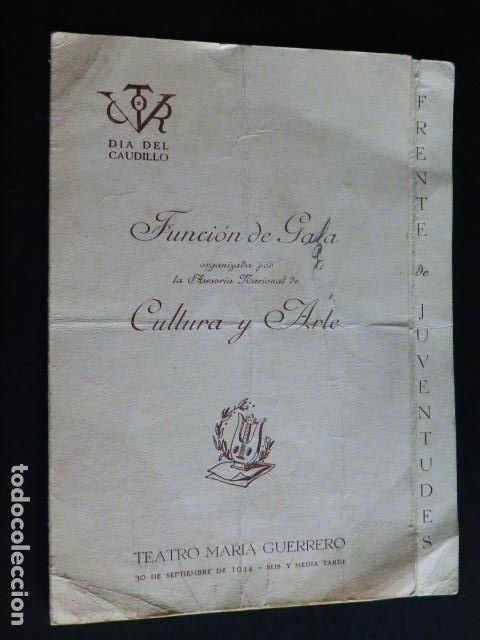 VTOR
DIA DEL
CAUDILLO
Función de Gala
organizada por
la Asesoría Nacional de
Cultura y Arte
TEATRO MARIA GUERRERO
30 DE SEPTIEMBRE DE 1944 - SEIS Y MEDIA TARDE
FRENTE de JUVENTUDES
todocoleccion